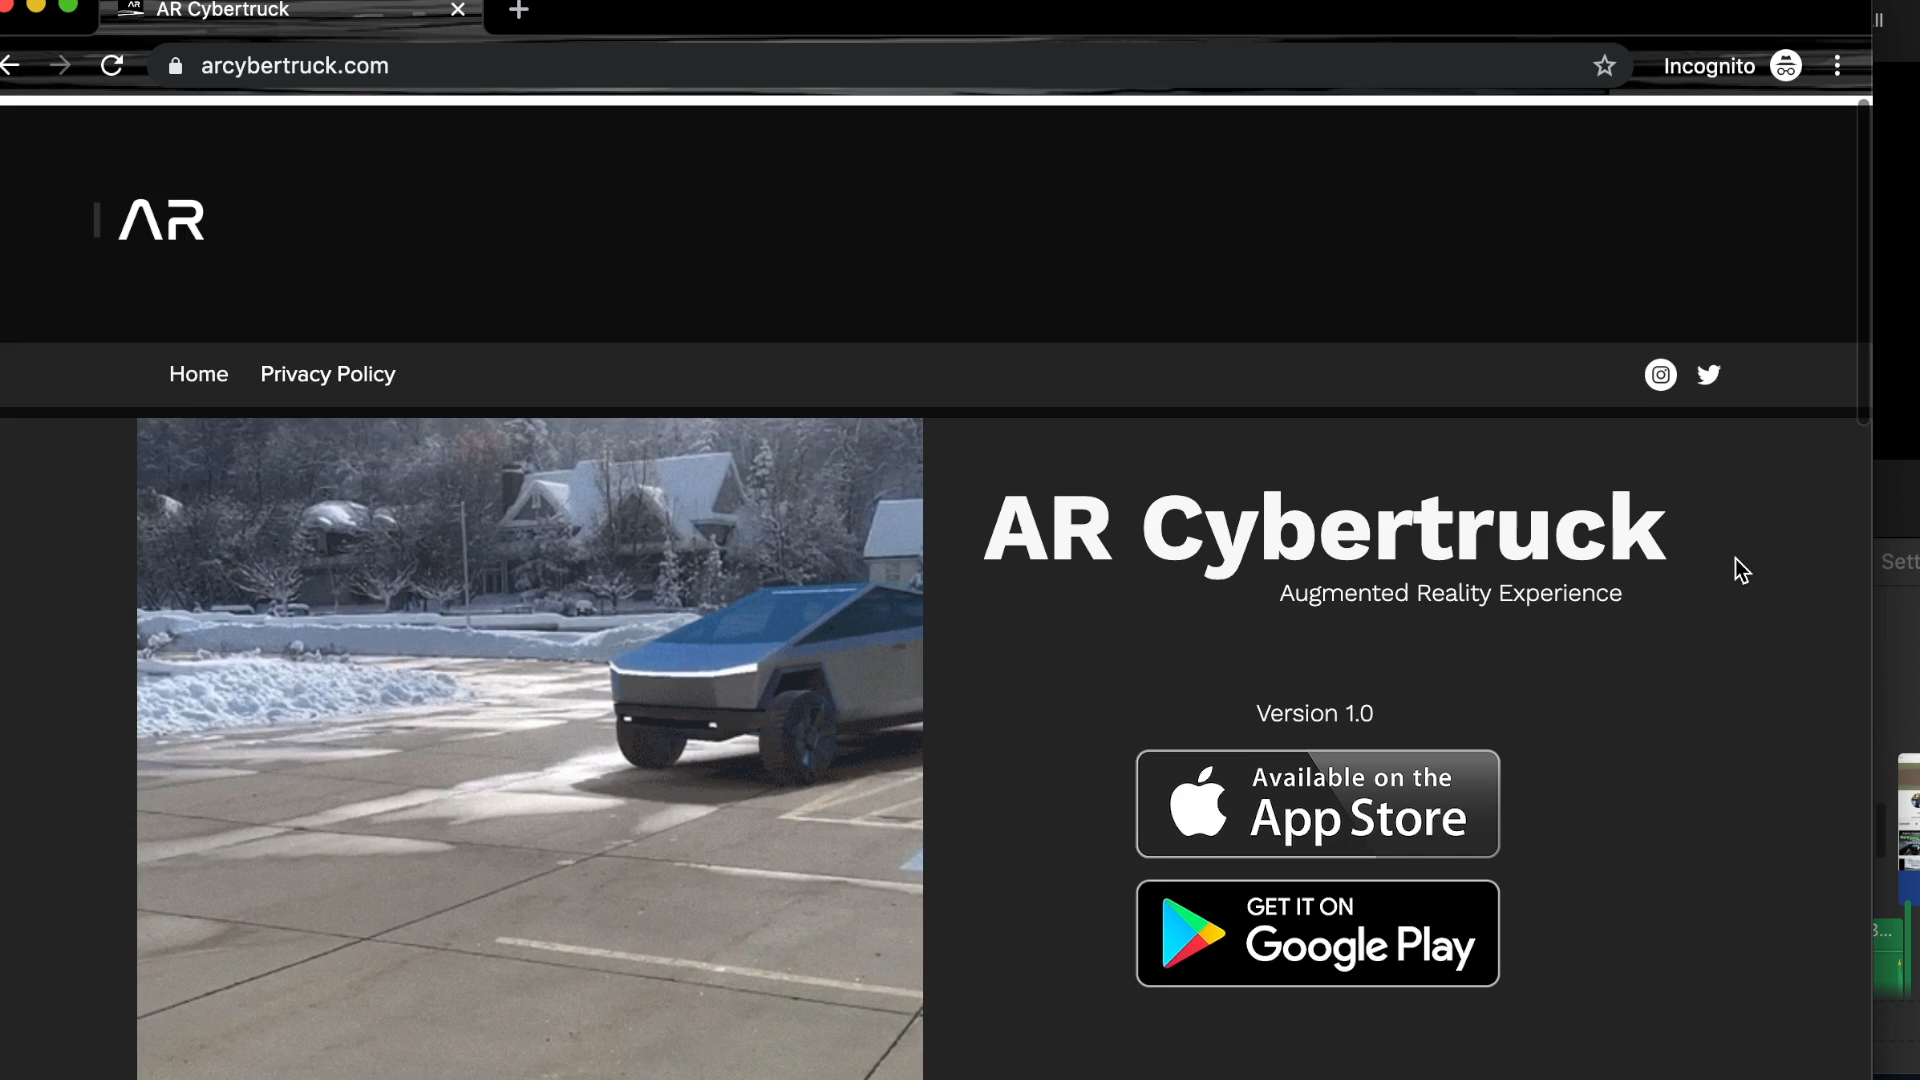 AR Cybertruck
arcybertruck.com
Incognito
AR
Home Privacy Policy
AR Cybertruck
Augmented Reality Experience
Version 1.0
Available on the
App Store
GET IT ON
Google Play